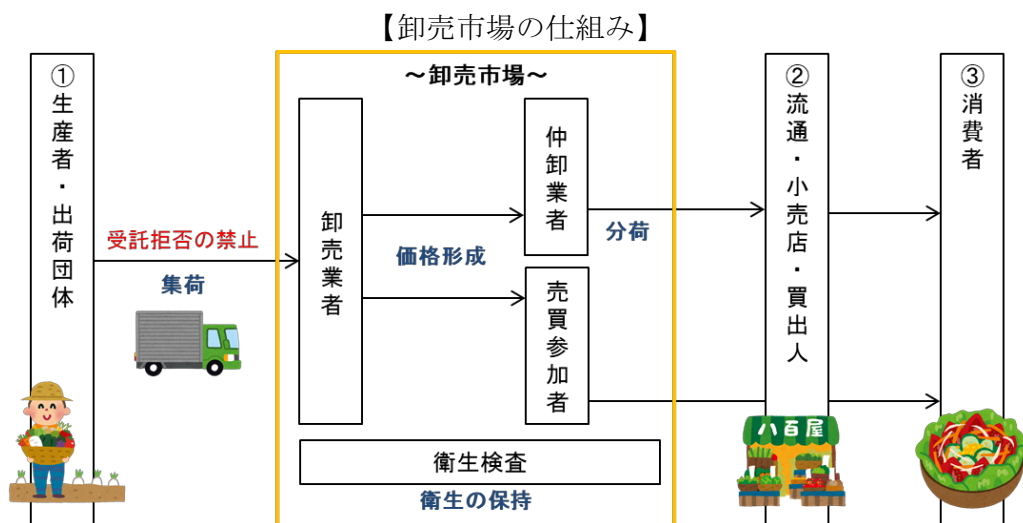 【卸売市場の仕組み】
～卸売市場～
①生産者・出荷団体
受託拒否の禁止
集荷
卸売業者
価格形成
仲卸業者
売買参加者
分荷
②流通・小売店・買出人
③消費者
八百屋
衛生検査
衛生の保持